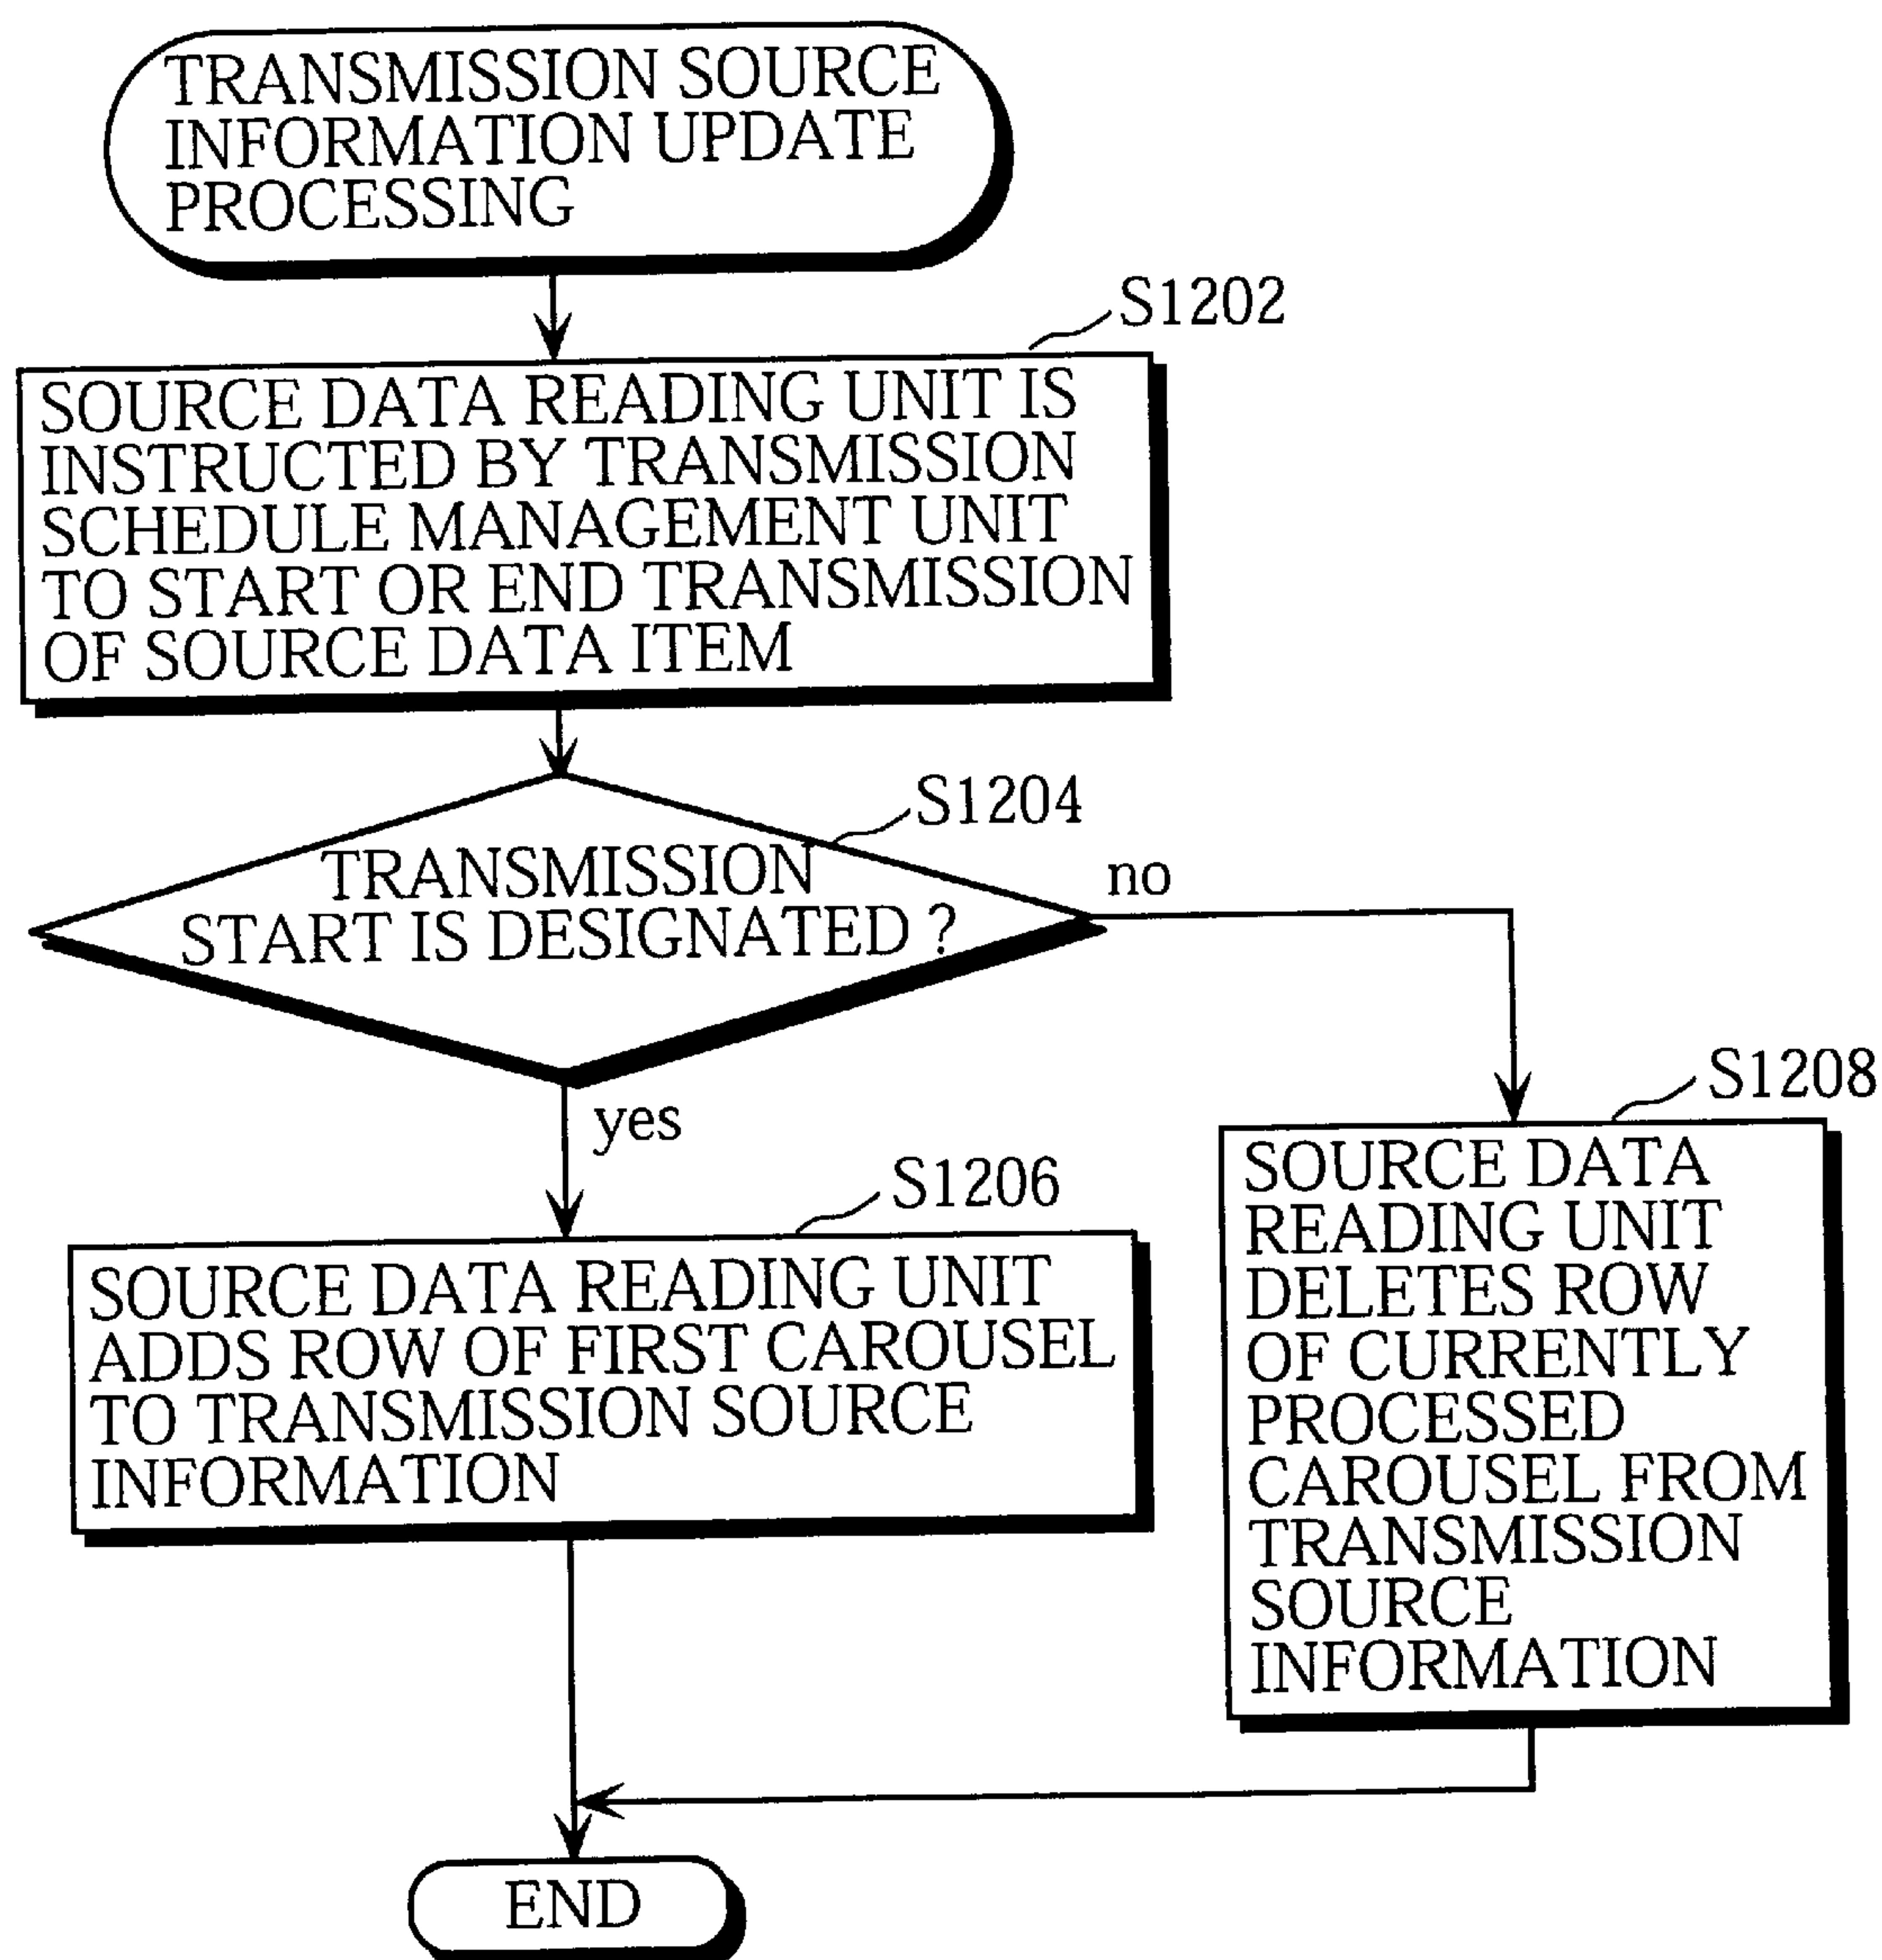 TRANSMISSION SOURCE
INFORMATION UPDATE
PROCESSING
S1202
SOURCE DATA READING UNIT IS
INSTRUCTED BY TRANSMISSION
SCHEDULE MANAGEMENT UNIT
TO START OR END TRANSMISSION
OF SOURCE DATA ITEM
S1204
TRANSMISSION
START IS DESIGNATED ?
no
yes
S1206
SOURCE DATA READING UNIT
ADDS ROW OF FIRST CAROUSEL
TO TRANSMISSION SOURCE
INFORMATION
S1208
SOURCE DATA
READING UNIT
DELETES ROW
OF CURRENTLY
PROCESSED
CAROUSEL FROM
TRANSMISSION
SOURCE
INFORMATION
END